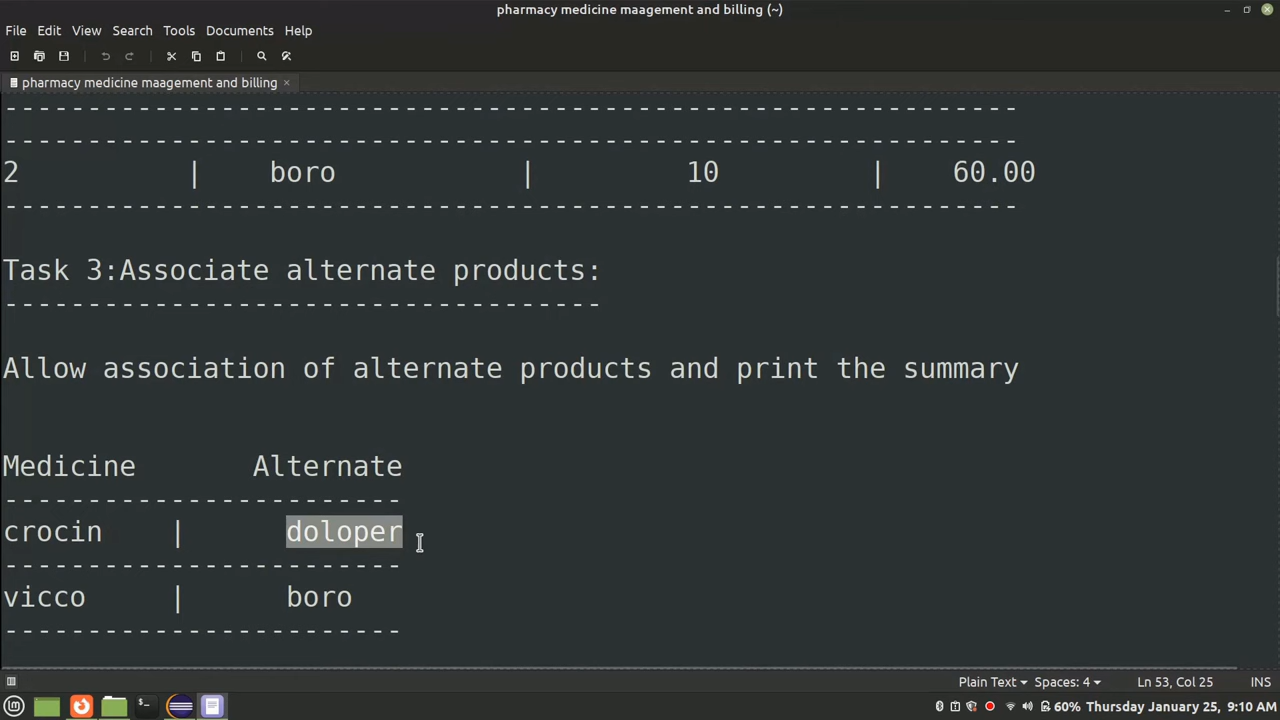 pharmacy medicine maagement and billing (~)
File Edit View Search Tools Documents Help
pharmacy medicine maagement and billing ×
-------------------------------------------------------------
-------------------------------------------------------------
2 | boro | 10 | 60.00
-------------------------------------------------------------
Task 3:Associate alternate products:
------------------------------------
Allow association of alternate products and print the summary
Medicine Alternate
------------------------
crocin | doloper
------------------------
vicco | boro
------------------------
Plain Text Spaces: 4 Ln 53, Col 25 INS
60% Thursday January 25, 9:10 AM